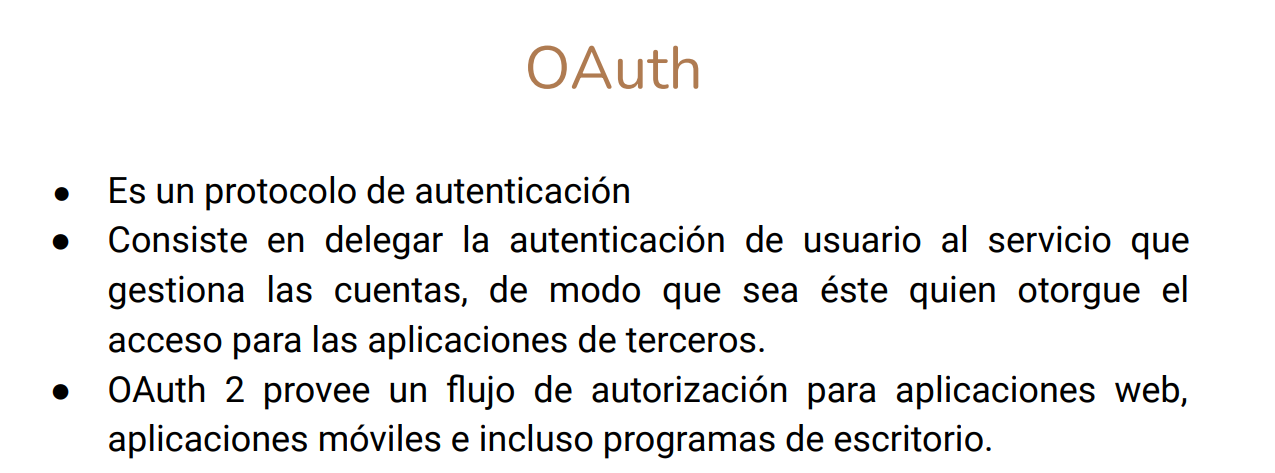 OAuth
● Es un protocolo de autenticación
● Consiste en delegar la autenticación de usuario al servicio que
gestiona las cuentas, de modo que sea éste quien otorgue el
acceso para las aplicaciones de terceros.
● OAuth 2 provee un flujo de autorización para aplicaciones web,
aplicaciones móviles e incluso programas de escritorio.